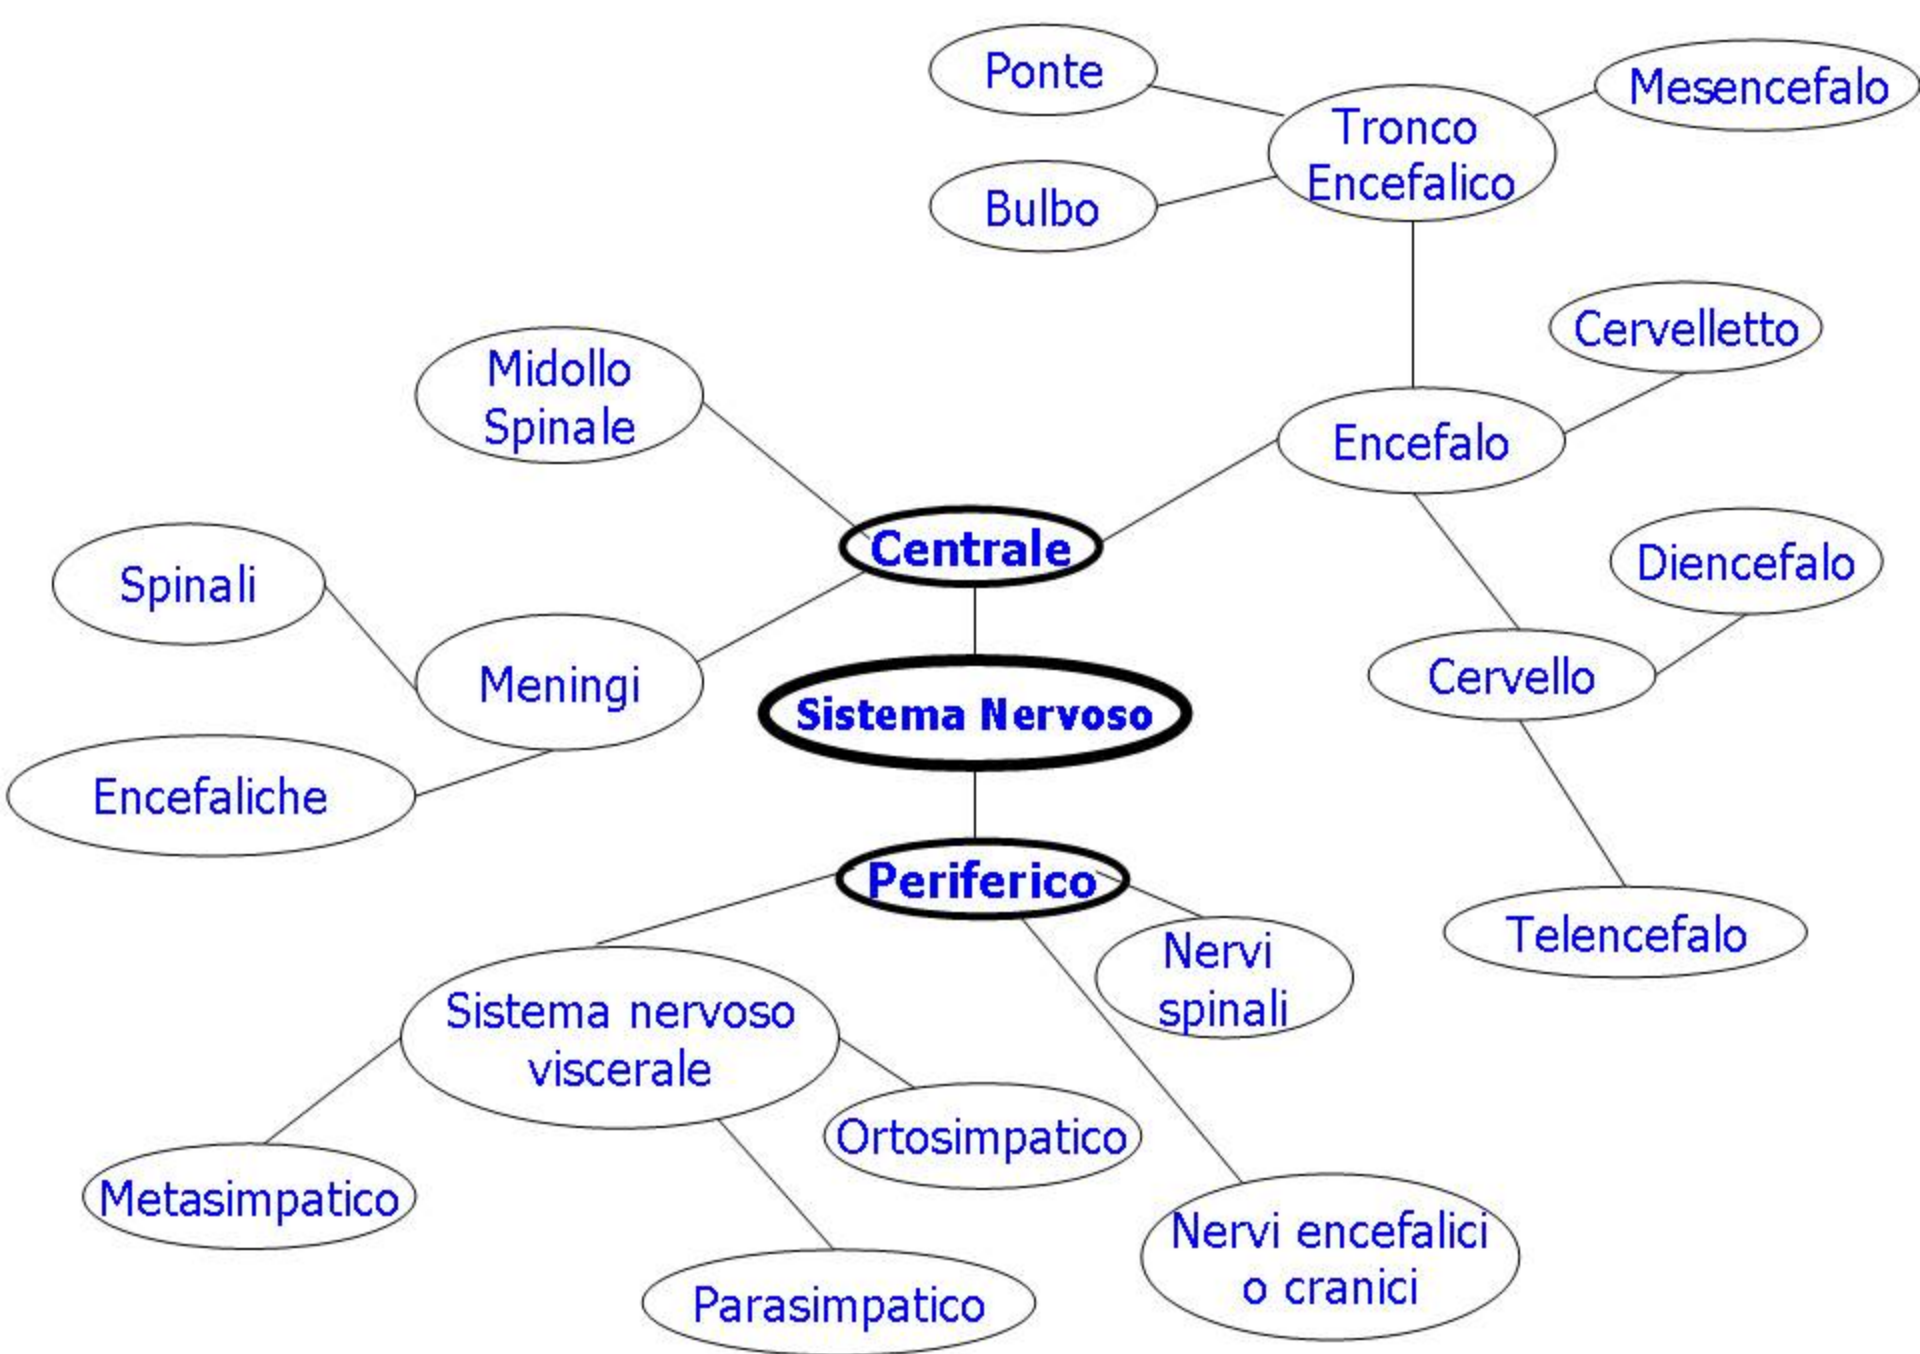 Ponte
Mesencefalo
Tronco
Encefalico
Bulbo
Cervelletto
Midollo
Spinale
Encefalo
Centrale
Diencefalo
Spinali
Meningi
Cervello
Sistema Nervoso
Encefaliche
Periferico
Telencefalo
Nervi
spinali
Sistema nervoso
viscerale
Ortosimpatico
Metasimpatico
Nervi encefalici
o cranici
Parasimpatico